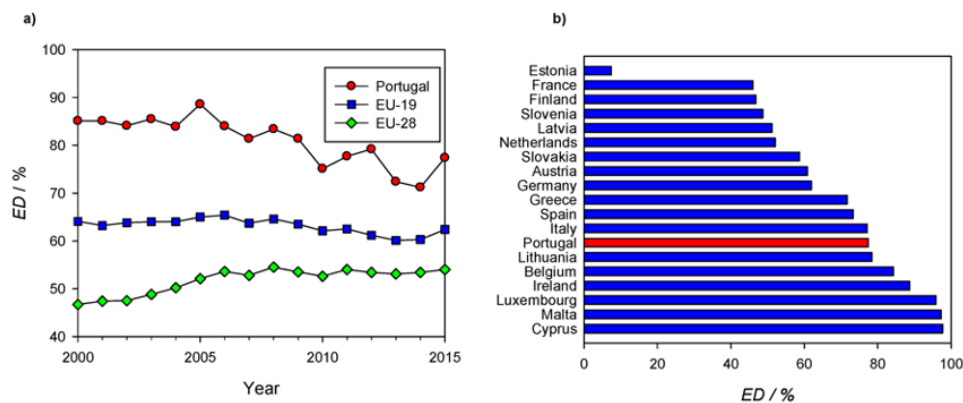 a)
100
90
80
70
60
50
40
ED / %
2000
2005
2010
2015
Year
Portugal
EU-19
EU-28
b)
Estonia
France
Finland
Slovenia
Latvia
Netherlands
Slovakia
Austria
Germany
Greece
Spain
Italy
Portugal
Lithuania
Belgium
Ireland
Luxembourg
Malta
Cyprus
0
20
40
60
80
100
ED / %